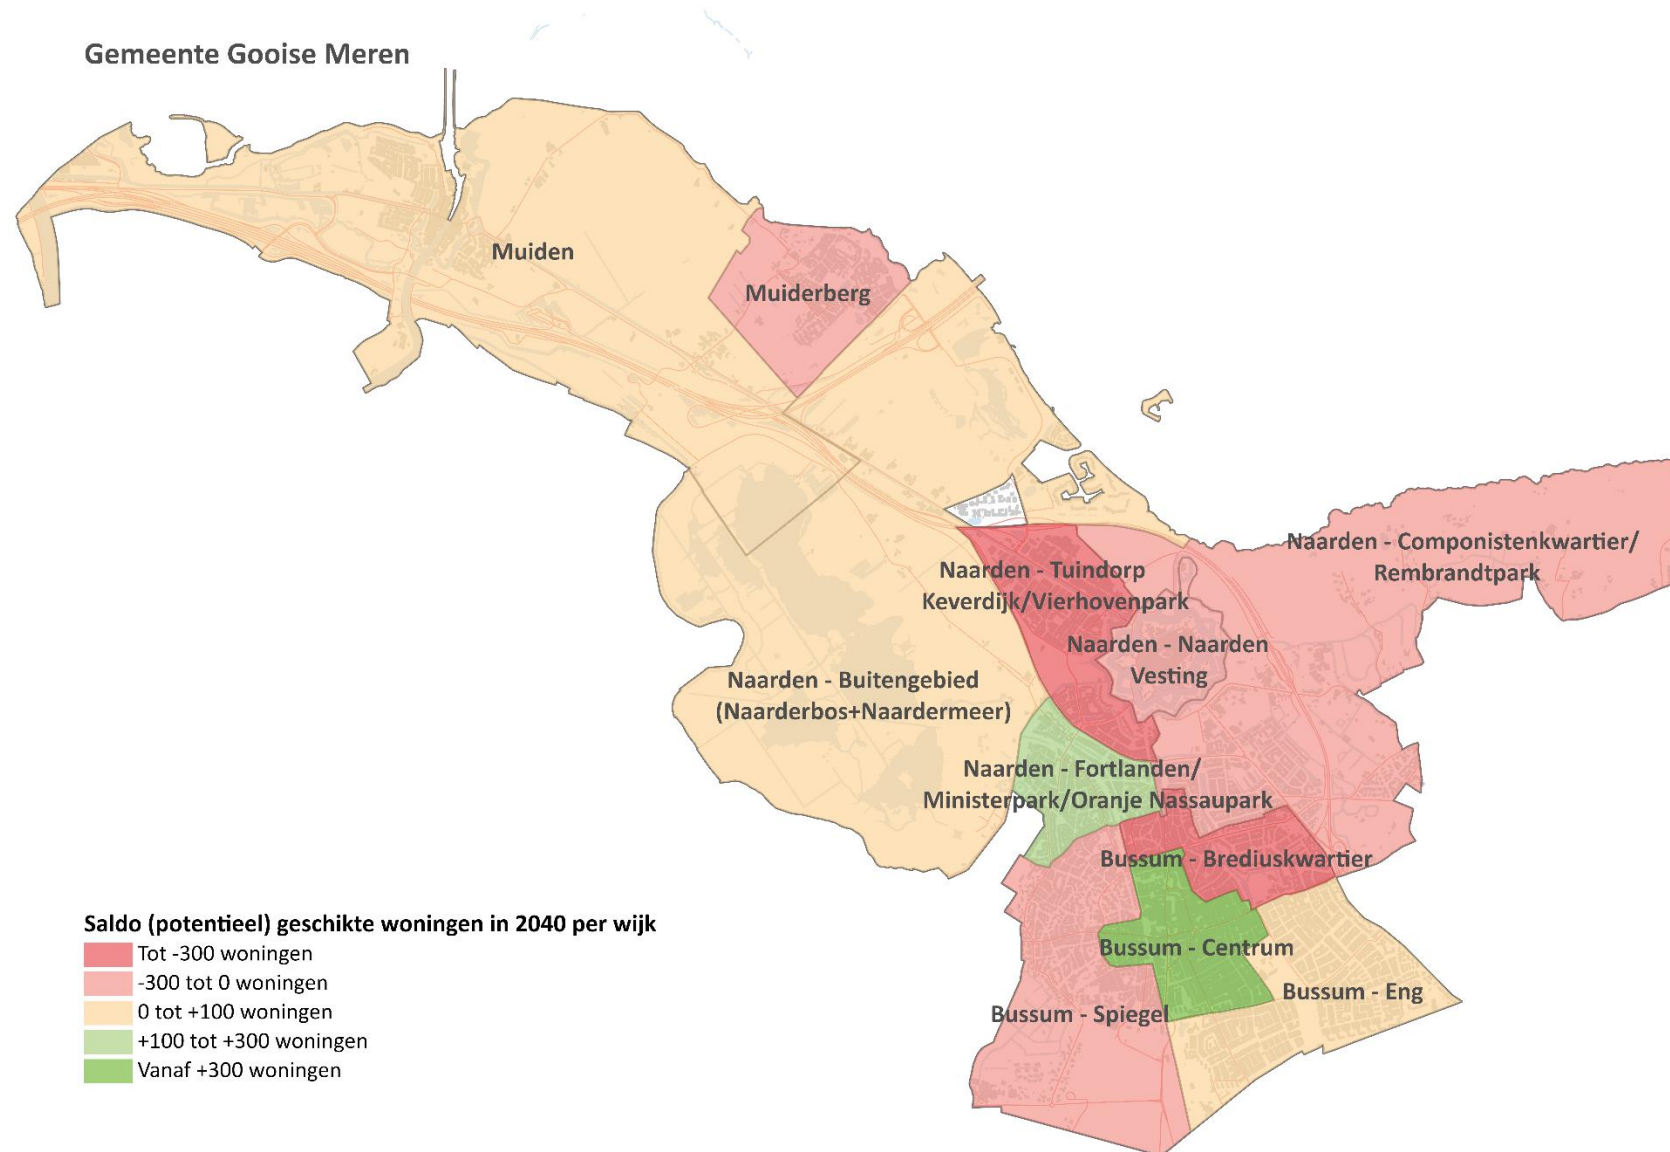 Gemeente Gooise Meren
Muiden
Muiderberg
Naarden - Componistenkwartier/
Rembrandtpark
Naarden - Tuindorp
Keverdijk/Vierhovenpark
Naarden - Naarden
Vesting
Naarden - Buitengebied
(Naarderbos+Naardermeer)
Naarden - Fortlanden/
Ministerpark/Oranje Nassaupark
Bussum - Brediuskwartier
Bussum - Centrum
Bussum - Eng
Bussum - Spiegel
Saldo (potentieel) geschikte woningen in 2040 per wijk
Tot -300 woningen
-300 tot 0 woningen
0 tot +100 woningen
+100 tot +300 woningen
Vanaf +300 woningen